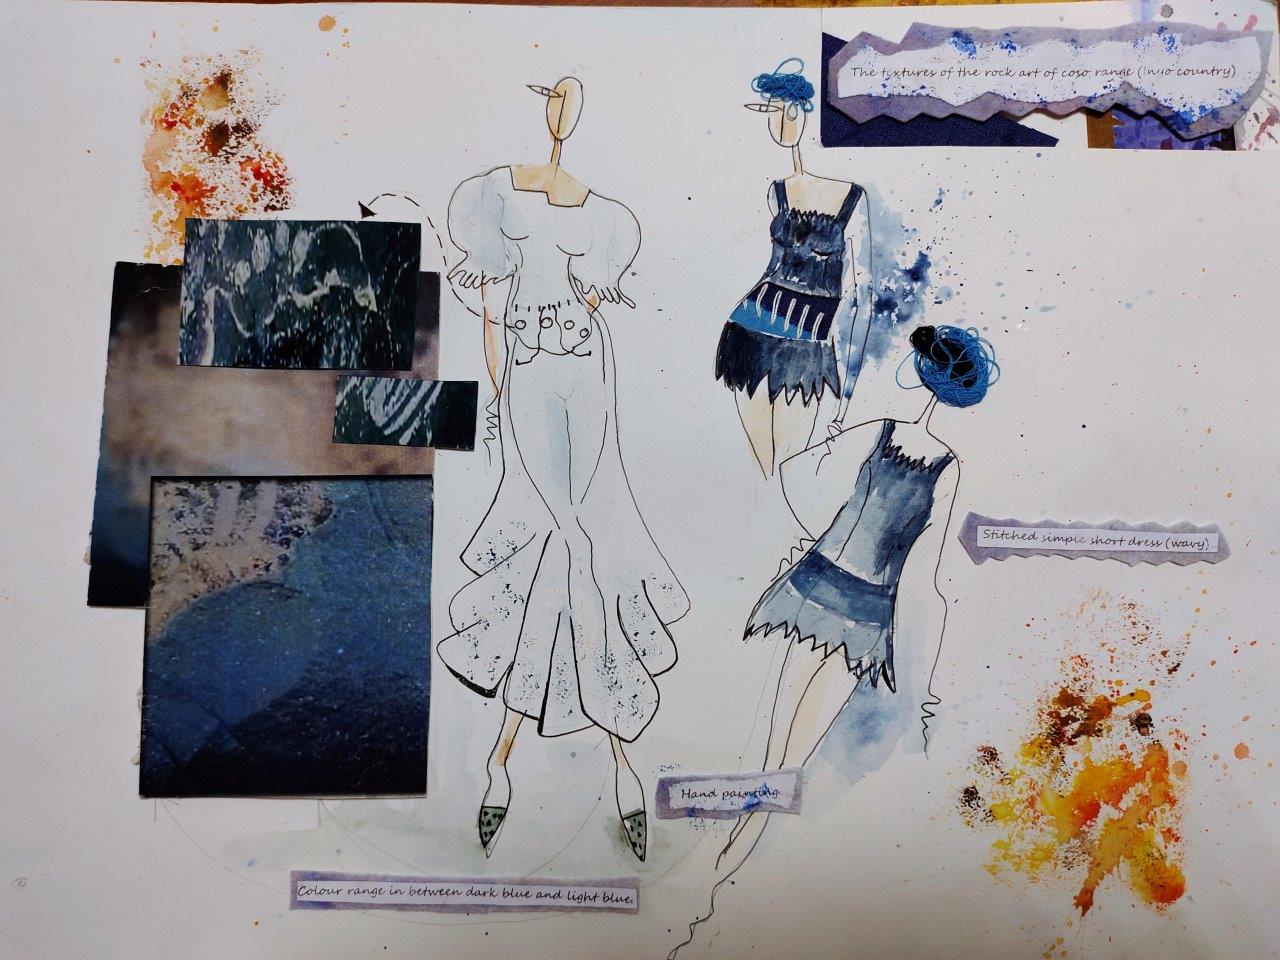 The textures of the rock art of coso range (Inyo country)
Stitched simple short dress (wavy)
Hand painting
Colour range in between dark blue and light blue.